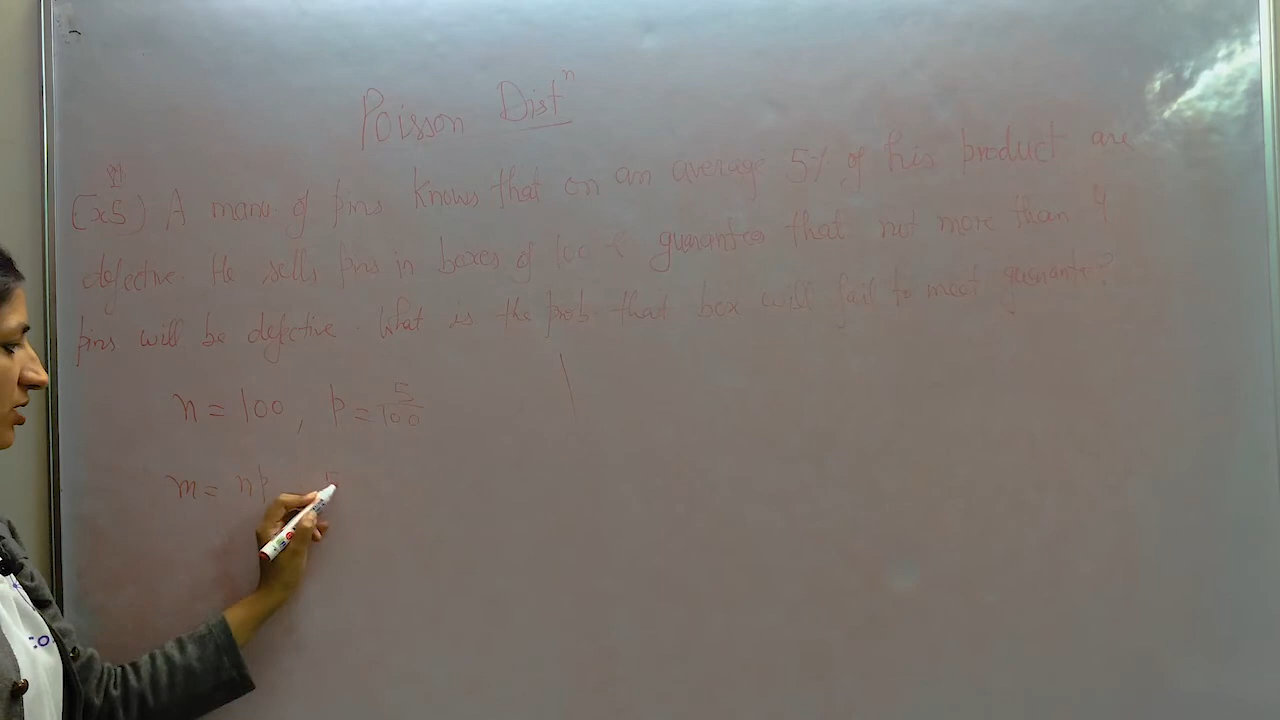 Poisson Distⁿ
(x5) A manu. of pins knows that on an average 5% of his product are
defective. He sells pins in boxes of 100 & guarantees that not more than 4
pins will be defective. What is the prob. that box will fail to meet guarantee?
n = 100, p = 5/100
m = np 5